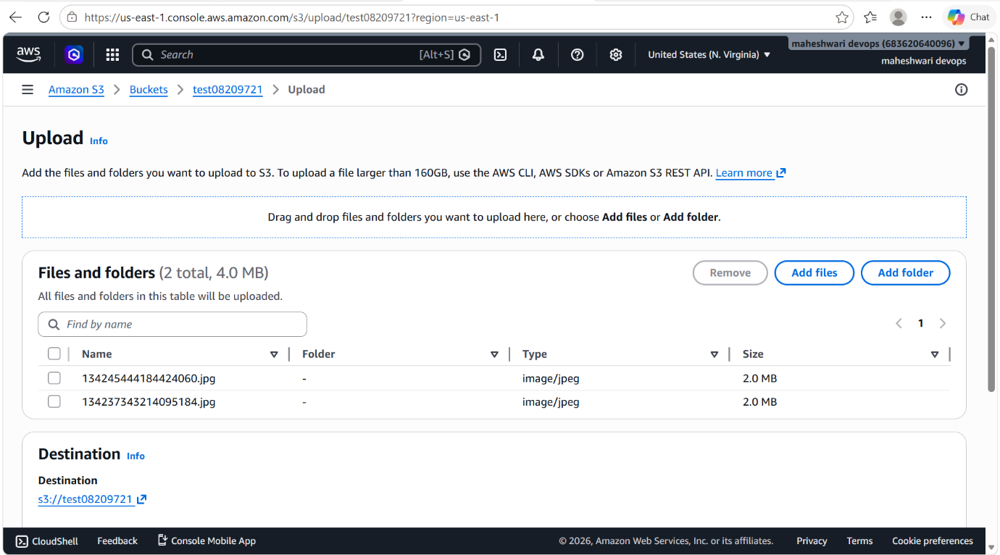 https://us-east-1.console.aws.amazon.com/s3/upload/test08209721?region=us-east-1
Chat
aws
Search [Alt+S]
United States (N. Virginia)
maheshwari devops (683620640096)
maheshwari devops
Amazon S3 > Buckets > test08209721 > Upload
Upload Info
Add the files and folders you want to upload to S3. To upload a file larger than 160GB, use the AWS CLI, AWS SDKs or Amazon S3 REST API. Learn more
Drag and drop files and folders you want to upload here, or choose Add files or Add folder.
Files and folders (2 total, 4.0 MB)
Remove
Add files
Add folder
All files and folders in this table will be uploaded.
Find by name
1
Name Folder Type Size
134245444184424060.jpg - image/jpeg 2.0 MB
134237343214095184.jpg - image/jpeg 2.0 MB
Destination Info
Destination
s3://test08209721
CloudShell Feedback Console Mobile App © 2026, Amazon Web Services, Inc. or its affiliates. Privacy Terms Cookie preferences